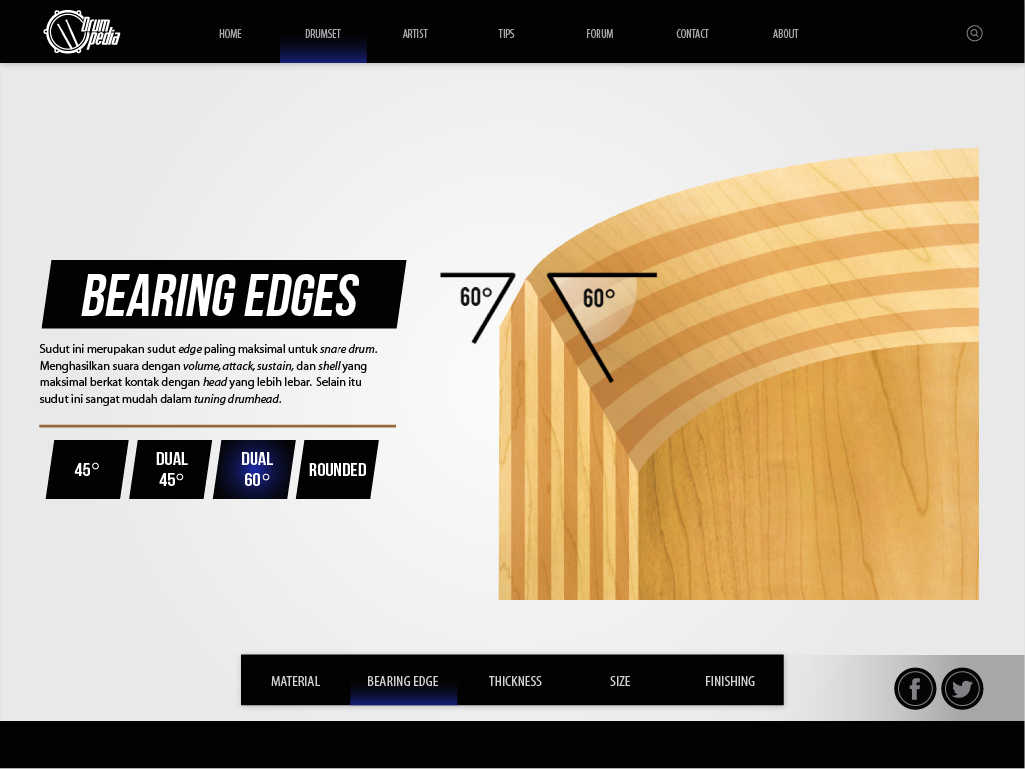 Drum
pedia
HOME
DRUMSET
ARTIST
TIPS
FORUM
CONTACT
ABOUT
BEARING EDGES
60°
60°
Sudut ini merupakan sudut edge paling maksimal untuk snare drum.
Menghasilkan suara dengan volume, attack, sustain, dan shell yang
maksimal berkat kontak dengan head yang lebih lebar. Selain itu
sudut ini sangat mudah dalam tuning drumhead.
45°
DUAL
45°
DUAL
60°
ROUNDED
MATERIAL
BEARING EDGE
THICKNESS
SIZE
FINISHING